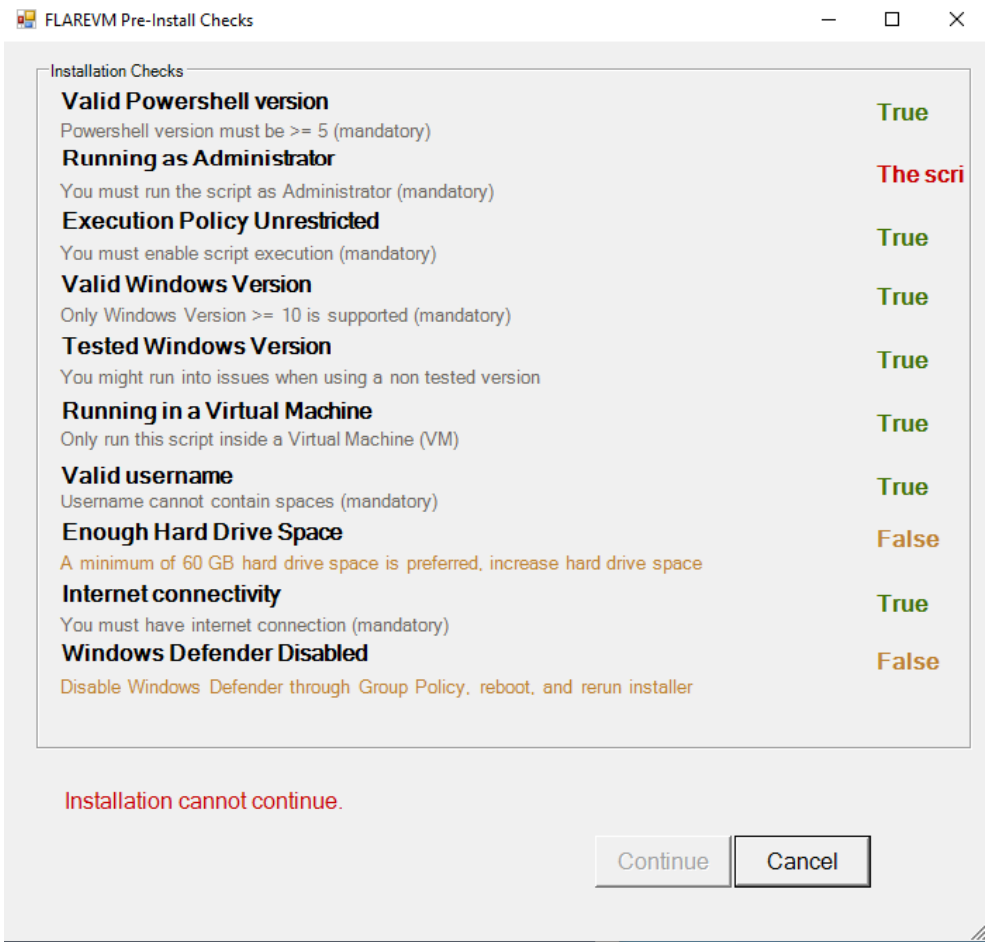 FLAREVM Pre-Install Checks
Installation Checks
Valid Powershell version
True
Powershell version must be >= 5 (mandatory)
Running as Administrator
The scri
You must run the script as Administrator (mandatory)
Execution Policy Unrestricted
True
You must enable script execution (mandatory)
Valid Windows Version
True
Only Windows Version >= 10 is supported (mandatory)
Tested Windows Version
True
You might run into issues when using a non tested version
Running in a Virtual Machine
True
Only run this script inside a Virtual Machine (VM)
Valid username
True
Username cannot contain spaces (mandatory)
Enough Hard Drive Space
False
A minimum of 60 GB hard drive space is preferred, increase hard drive space
Internet connectivity
True
You must have internet connection (mandatory)
Windows Defender Disabled
False
Disable Windows Defender through Group Policy, reboot, and rerun installer
Installation cannot continue.
Continue
Cancel